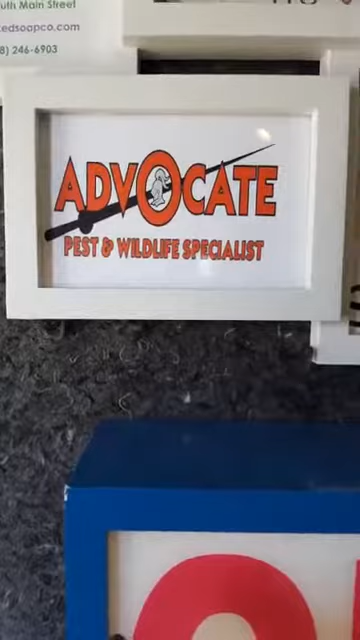 uth Main Street
edsoapco.com
8) 246-6903
ADVOCATE
PEST & WILDLIFE SPECIALIST